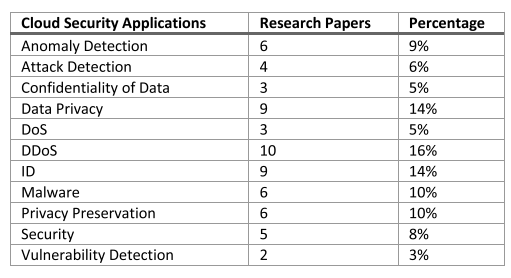 Cloud Security Applications Research Papers Percentage
Anomaly Detection 6 9%
Attack Detection 4 6%
Confidentiality of Data 3 5%
Data Privacy 9 14%
DoS 3 5%
DDoS 10 16%
ID 9 14%
Malware 6 10%
Privacy Preservation 6 10%
Security 5 8%
Vulnerability Detection 2 3%